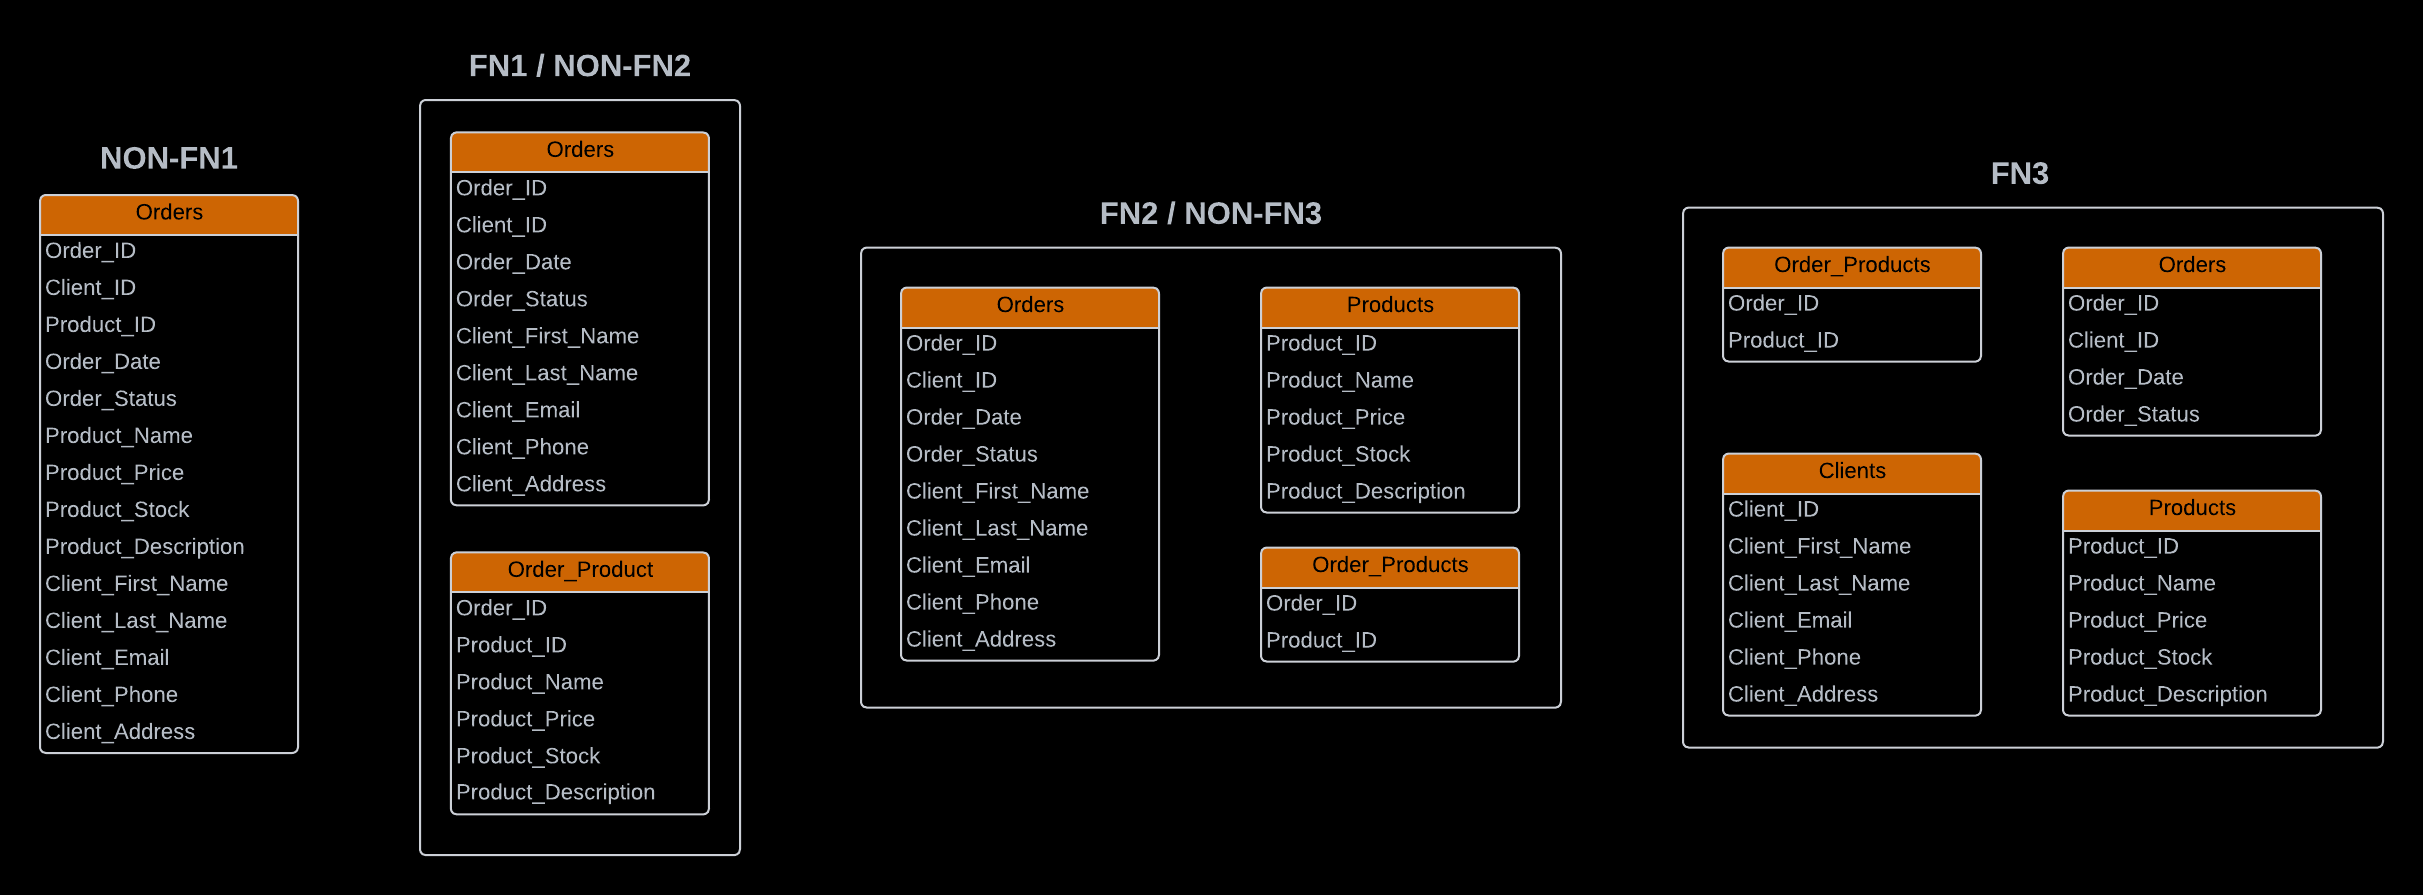 NON-FN1
Orders
Order_ID
Client_ID
Product_ID
Order_Date
Order_Status
Product_Name
Product_Price
Product_Stock
Product_Description
Client_First_Name
Client_Last_Name
Client_Email
Client_Phone
Client_Address
FN1 / NON-FN2
Orders
Order_ID
Client_ID
Order_Date
Order_Status
Client_First_Name
Client_Last_Name
Client_Email
Client_Phone
Client_Address
Order_Product
Order_ID
Product_ID
Product_Name
Product_Price
Product_Stock
Product_Description
FN2 / NON-FN3
Orders
Order_ID
Client_ID
Order_Date
Order_Status
Client_First_Name
Client_Last_Name
Client_Email
Client_Phone
Client_Address
Products
Product_ID
Product_Name
Product_Price
Product_Stock
Product_Description
Order_Products
Order_ID
Product_ID
FN3
Order_Products
Order_ID
Product_ID
Orders
Order_ID
Client_ID
Order_Date
Order_Status
Clients
Client_ID
Client_First_Name
Client_Last_Name
Client_Email
Client_Phone
Client_Address
Products
Product_ID
Product_Name
Product_Price
Product_Stock
Product_Description